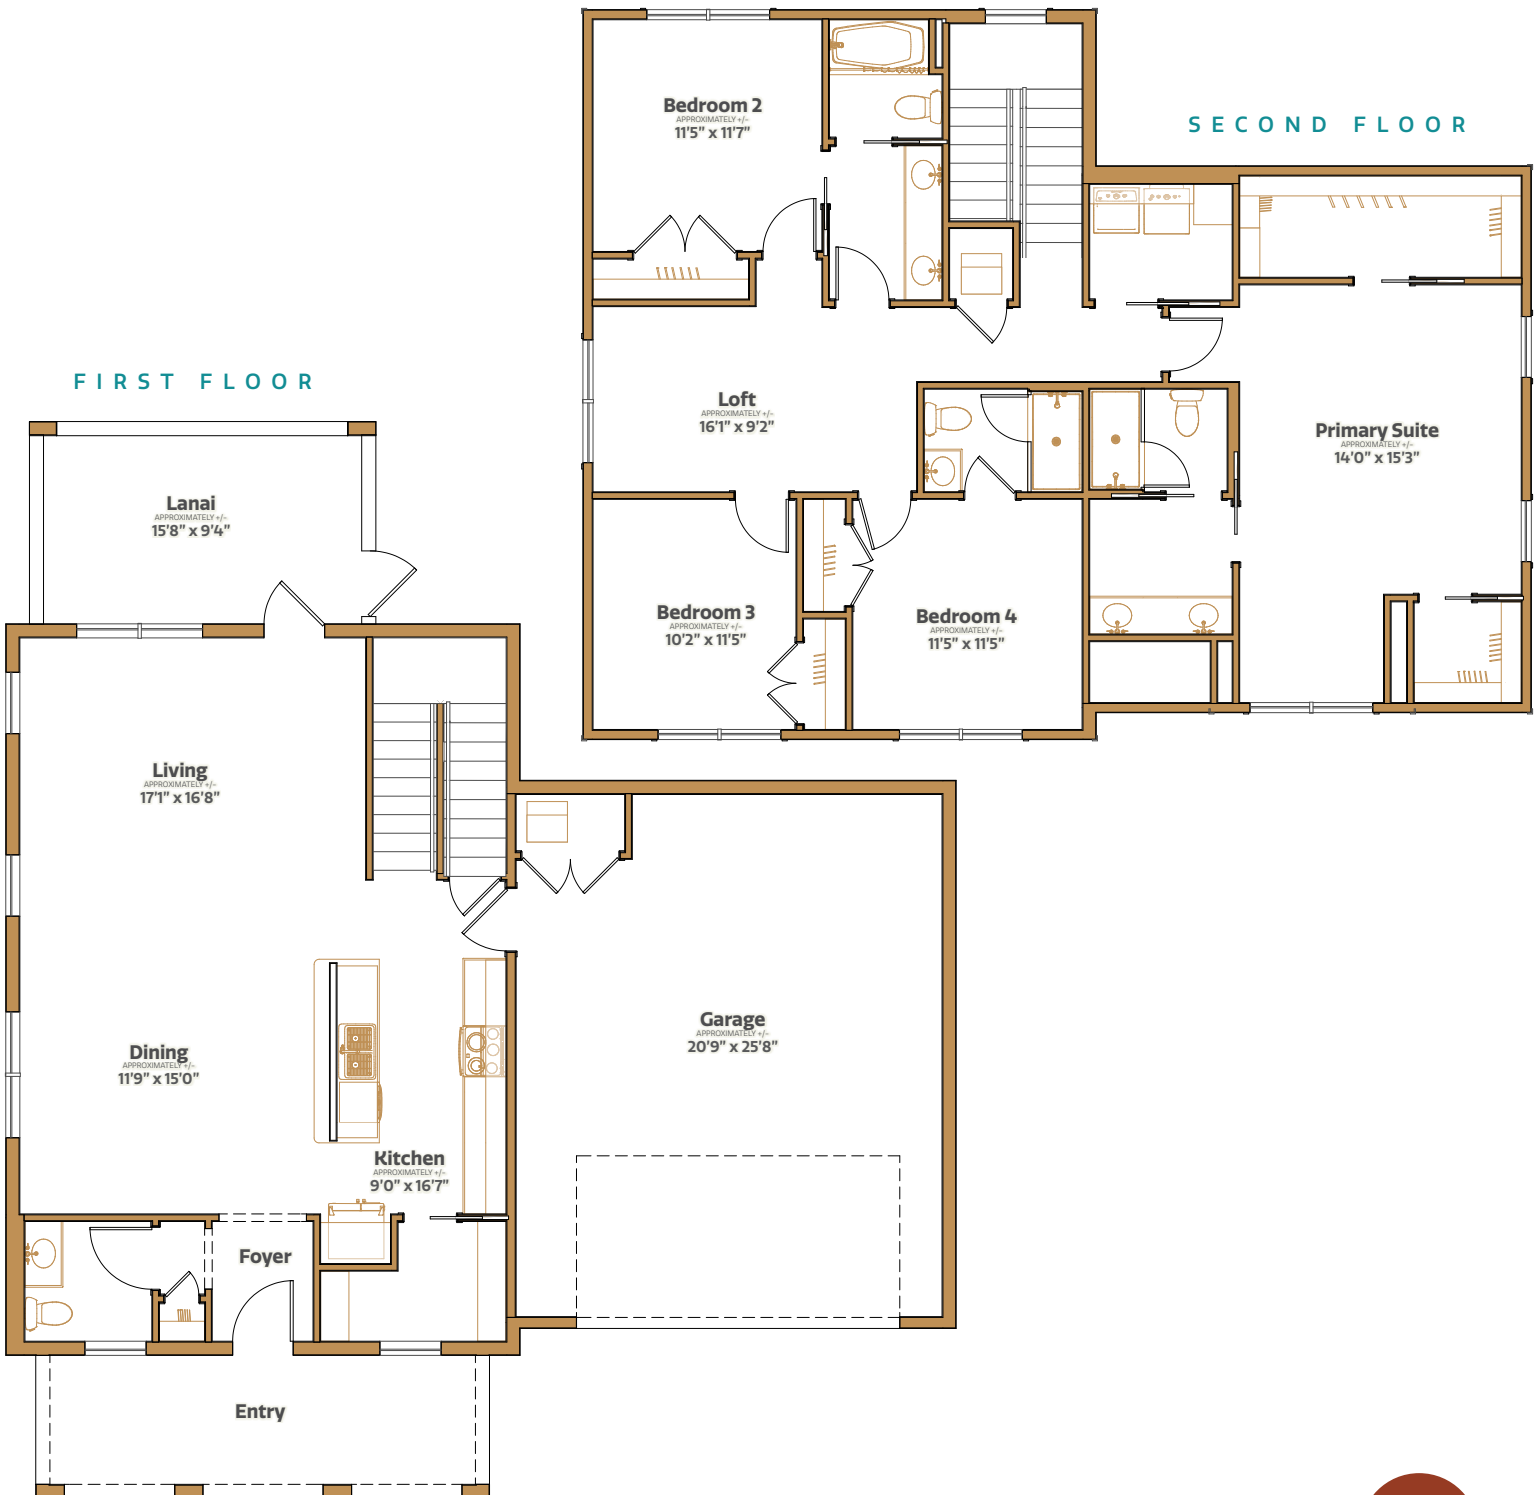 SECOND FLOOR
Bedroom 2
APPROXIMATELY +/-
11'5" x 11'7"
Loft
APPROXIMATELY +/-
16'1" x 9'2"
Primary Suite
APPROXIMATELY +/-
14'0" x 15'3"
Bedroom 3
APPROXIMATELY +/-
10'2" x 11'5"
Bedroom 4
APPROXIMATELY +/-
11'5" x 11'5"
FIRST FLOOR
Lanai
APPROXIMATELY +/-
15'8" x 9'4"
Living
APPROXIMATELY +/-
17'1" x 16'8"
Dining
APPROXIMATELY +/-
11'9" x 15'0"
Garage
APPROXIMATELY +/-
20'9" x 25'8"
Kitchen
APPROXIMATELY +/-
9'0" x 16'7"
Foyer
Entry